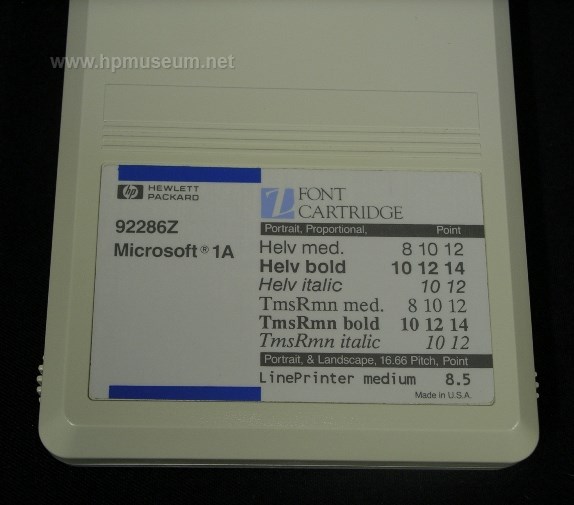 www.hpmuseum.net
hp HEWLETT
PACKARD
92286Z
Microsoft® 1A
Z FONT
CARTRIDGE
Portrait, Proportional, Point
Helv med. 8 10 12
Helv bold 10 12 14
Helv italic 10 12
TmsRmn med. 8 10 12
TmsRmn bold 10 12 14
TmsRmn italic 10 12
Portrait, & Landscape, 16.66 Pitch, Point
LinePrinter medium 8.5
Made in U.S.A.